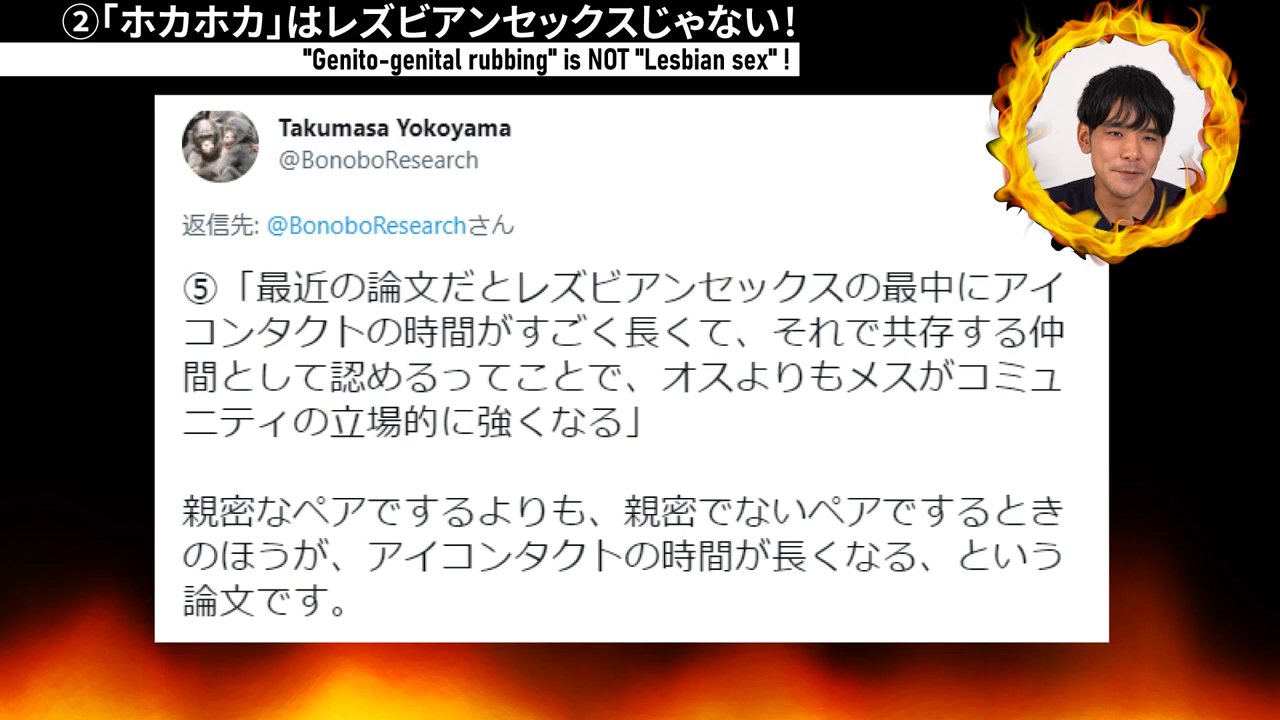 ②「ホカホカ」はレズビアンセックスじゃない！
"Genito-genital rubbing" is NOT "Lesbian sex" !
Takumasa Yokoyama
@BonoboResearch
返信先: @BonoboResearchさん
⑤「最近の論文だとレズビアンセックスの最中にアイ
コンタクトの時間がすごく長くて、それで共存する仲
間として認めるってことで、オスよりもメスがコミュ
ニティの立場的に強くなる」
親密なペアでするよりも、親密でないペアでするとき
のほうが、アイコンタクトの時間が長くなる、という
論文です。